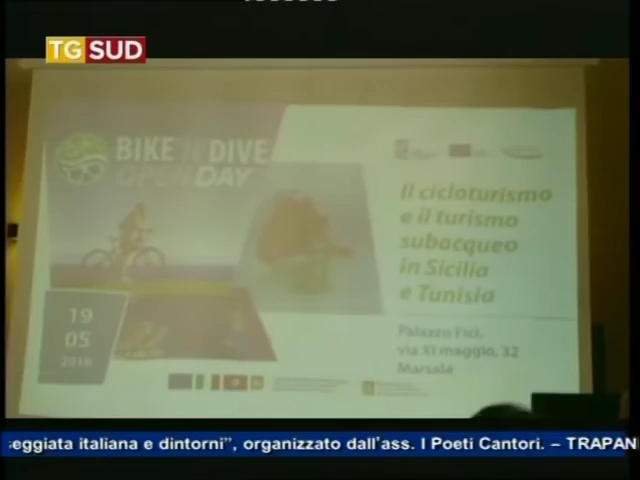 TG SUD
BIKE 'N DIVE
OPEN DAY
Il cicloturismo
e il turismo
subacqueo
in Sicilia
e Tunisia
19
05
2016
Palazzo Fici,
via XI maggio, 32
Marsala
eggiata italiana e dintorni”, organizzato dall'ass. I Poeti Cantori. – TRAPAN